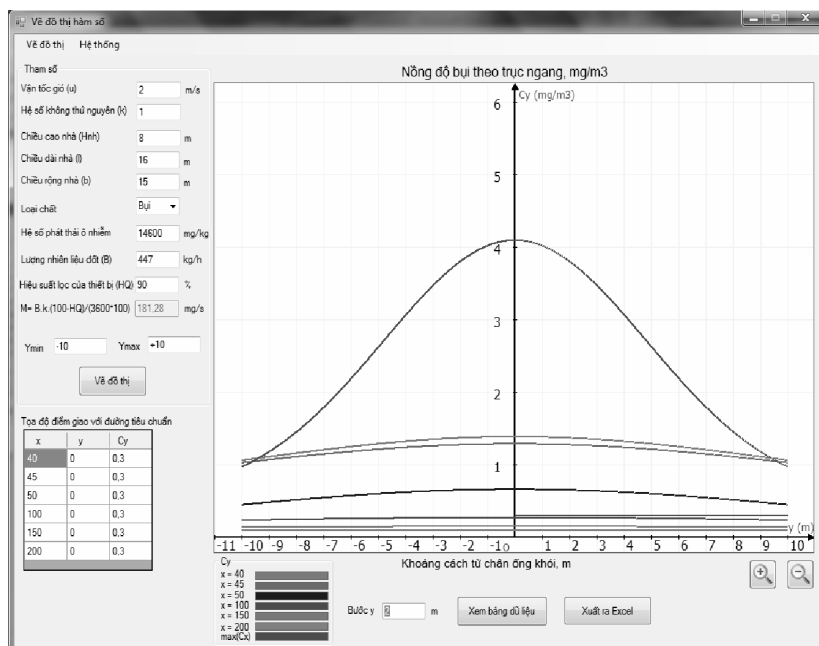 Vẽ đồ thị hàm số
Vẽ đồ thị Hệ thống
Tham số
Vận tốc gió (u) 2 m/s
Hệ số không thứ nguyên (k) 1
Chiều cao nhà (Hnh) 8 m
Chiều dài nhà (l) 16 m
Chiều rộng nhà (b) 15 m
Loại chất Bụi
Hệ số phát thải ô nhiễm 14600 mg/kg
Lượng nhiên liệu đốt (B) 447 kg/h
Hiệu suất lọc của thiết bị (HQ) 90 %
M= B.k.(100-HQ)/(3600*100) 181,28 mg/s
Ymin -10 Ymax +10
Vẽ đồ thị
Tọa độ điểm giao với đường tiêu chuẩn
x y Cy
40 0 0,3
45 0 0,3
50 0 0,3
100 0 0,3
150 0 0,3
200 0 0,3
Nồng độ bụi theo trục ngang, mg/m3
Cy (mg/m3)
6
5
4
3
2
1
y (m)
-11 -10 -9 -8 -7 -6 -5 -4 -3 -2 -1 0 1 2 3 4 5 6 7 8 9 10
Khoảng cách từ chân ống khói, m
Cy
x = 40
x = 45
x = 50
x = 100
x = 150
x = 200
max(Cx)
Bước y m
Xem bảng dữ liệu
Xuất ra Excel